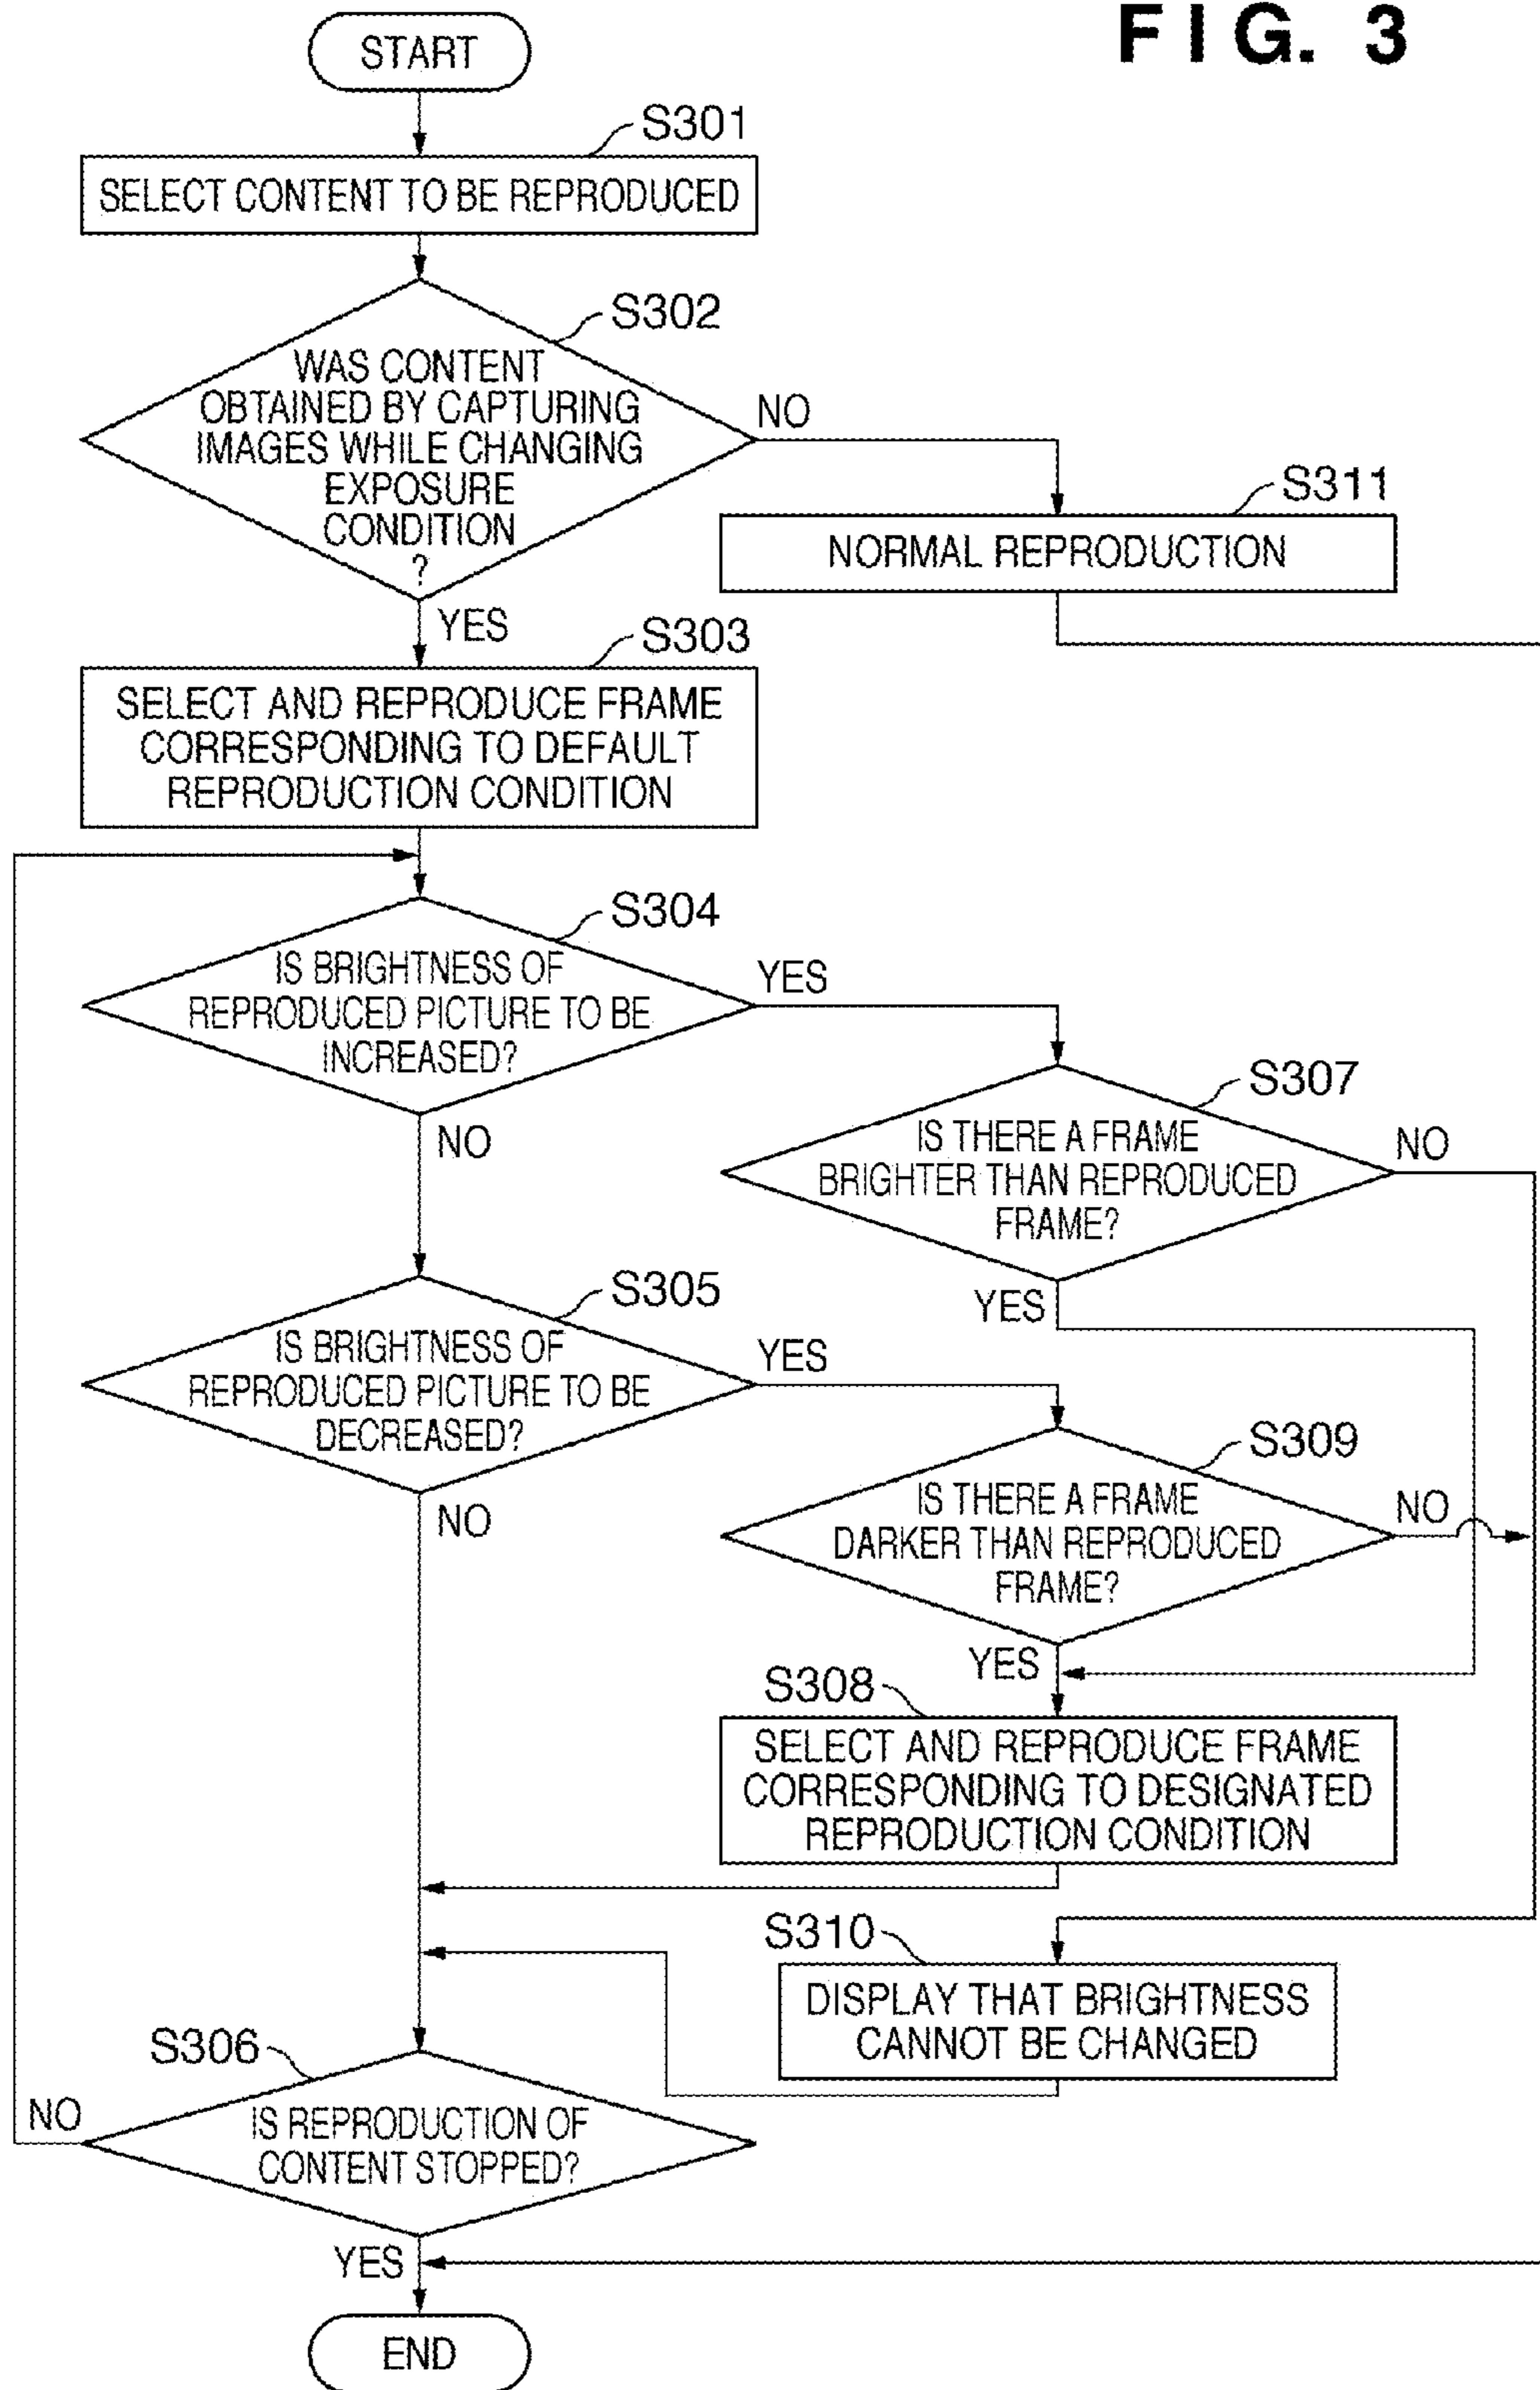 FIG. 3
START
S301
SELECT CONTENT TO BE REPRODUCED
S302
WAS CONTENT
OBTAINED BY CAPTURING
IMAGES WHILE CHANGING
EXPOSURE
CONDITION
?
NO
S311
NORMAL REPRODUCTION
YES
S303
SELECT AND REPRODUCE FRAME
CORRESPONDING TO DEFAULT
REPRODUCTION CONDITION
S304
IS BRIGHTNESS OF
REPRODUCED PICTURE TO BE
INCREASED?
YES
NO
S307
IS THERE A FRAME
BRIGHTER THAN REPRODUCED
FRAME?
NO
YES
S305
IS BRIGHTNESS OF
REPRODUCED PICTURE TO BE
DECREASED?
YES
NO
S309
IS THERE A FRAME
DARKER THAN REPRODUCED
FRAME?
NO
YES
S308
SELECT AND REPRODUCE FRAME
CORRESPONDING TO DESIGNATED
REPRODUCTION CONDITION
S310
DISPLAY THAT BRIGHTNESS
CANNOT BE CHANGED
S306
IS REPRODUCTION OF
CONTENT STOPPED?
NO
YES
END